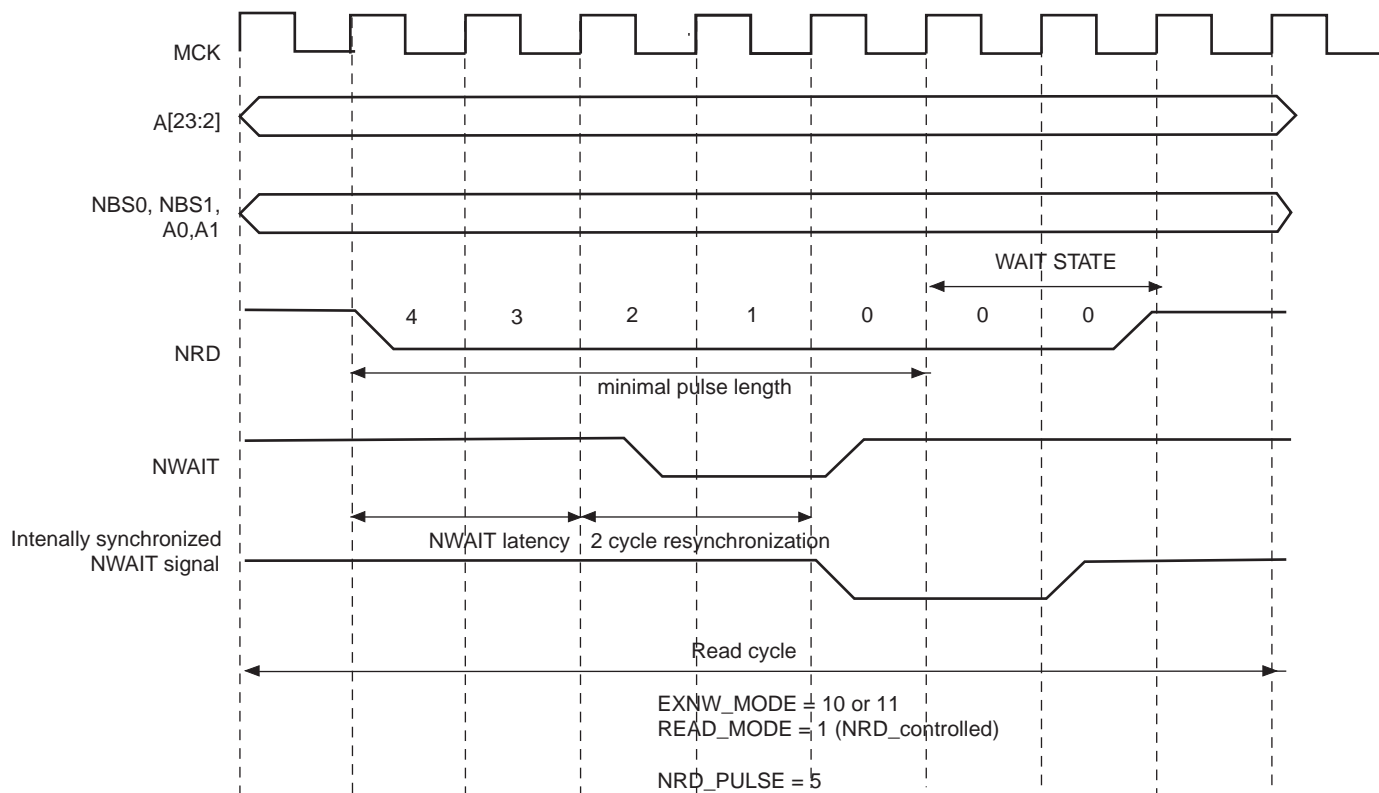 MCK
A[23:2]
NBS0, NBS1,
A0,A1
WAIT STATE
4 3 2 1 0 0 0
NRD
minimal pulse length
NWAIT
NWAIT latency 2 cycle resynchronization
Intenally synchronized
NWAIT signal
Read cycle
EXNW_MODE = 10 or 11
READ_MODE = 1 (NRD_controlled)
NRD_PULSE = 5